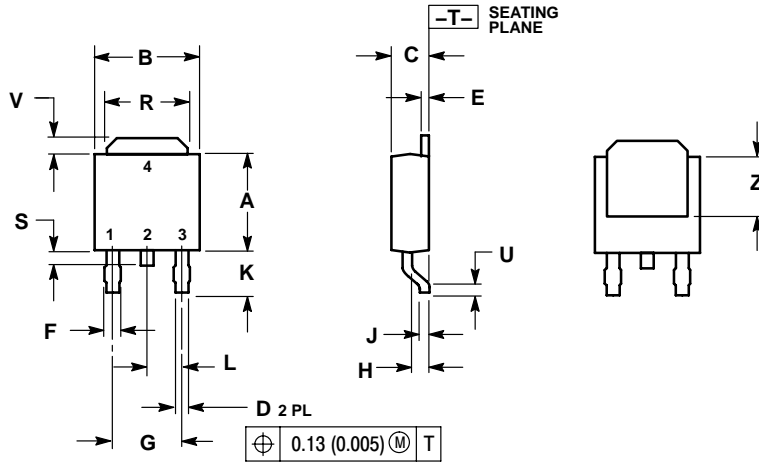 –T– SEATING
PLANE
B
C
V
R
E
4
Z
A
S
1 2 3
U
K
F
J
L
H
D 2 PL
G
⌖ 0.13 (0.005) Ⓜ T